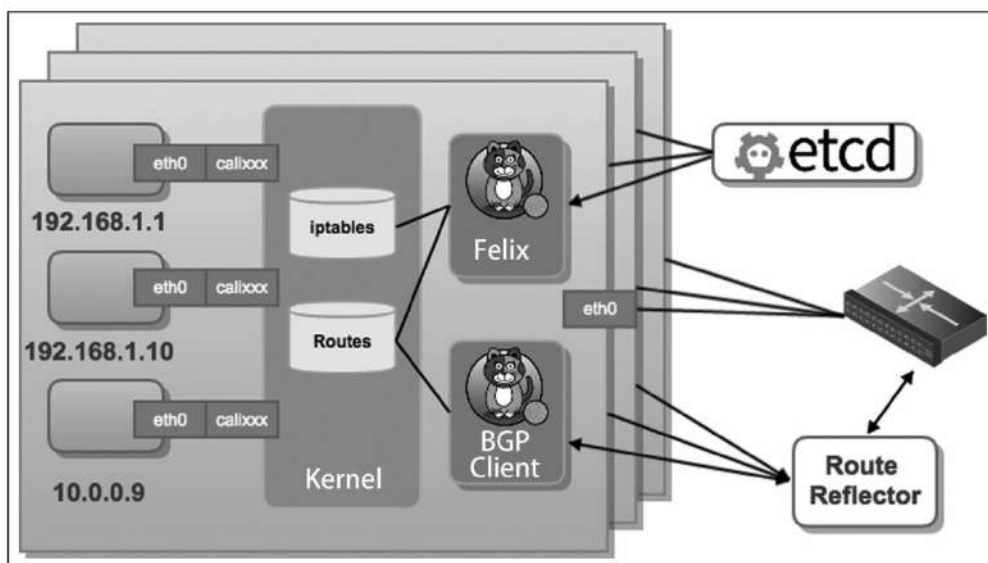 eth0 calixxx
192.168.1.1
eth0 calixxx
192.168.1.10
eth0 calixxx
10.0.0.9
iptables
Routes
Kernel
Felix
BGP
Client
eth0
etcd
Route
Reflector